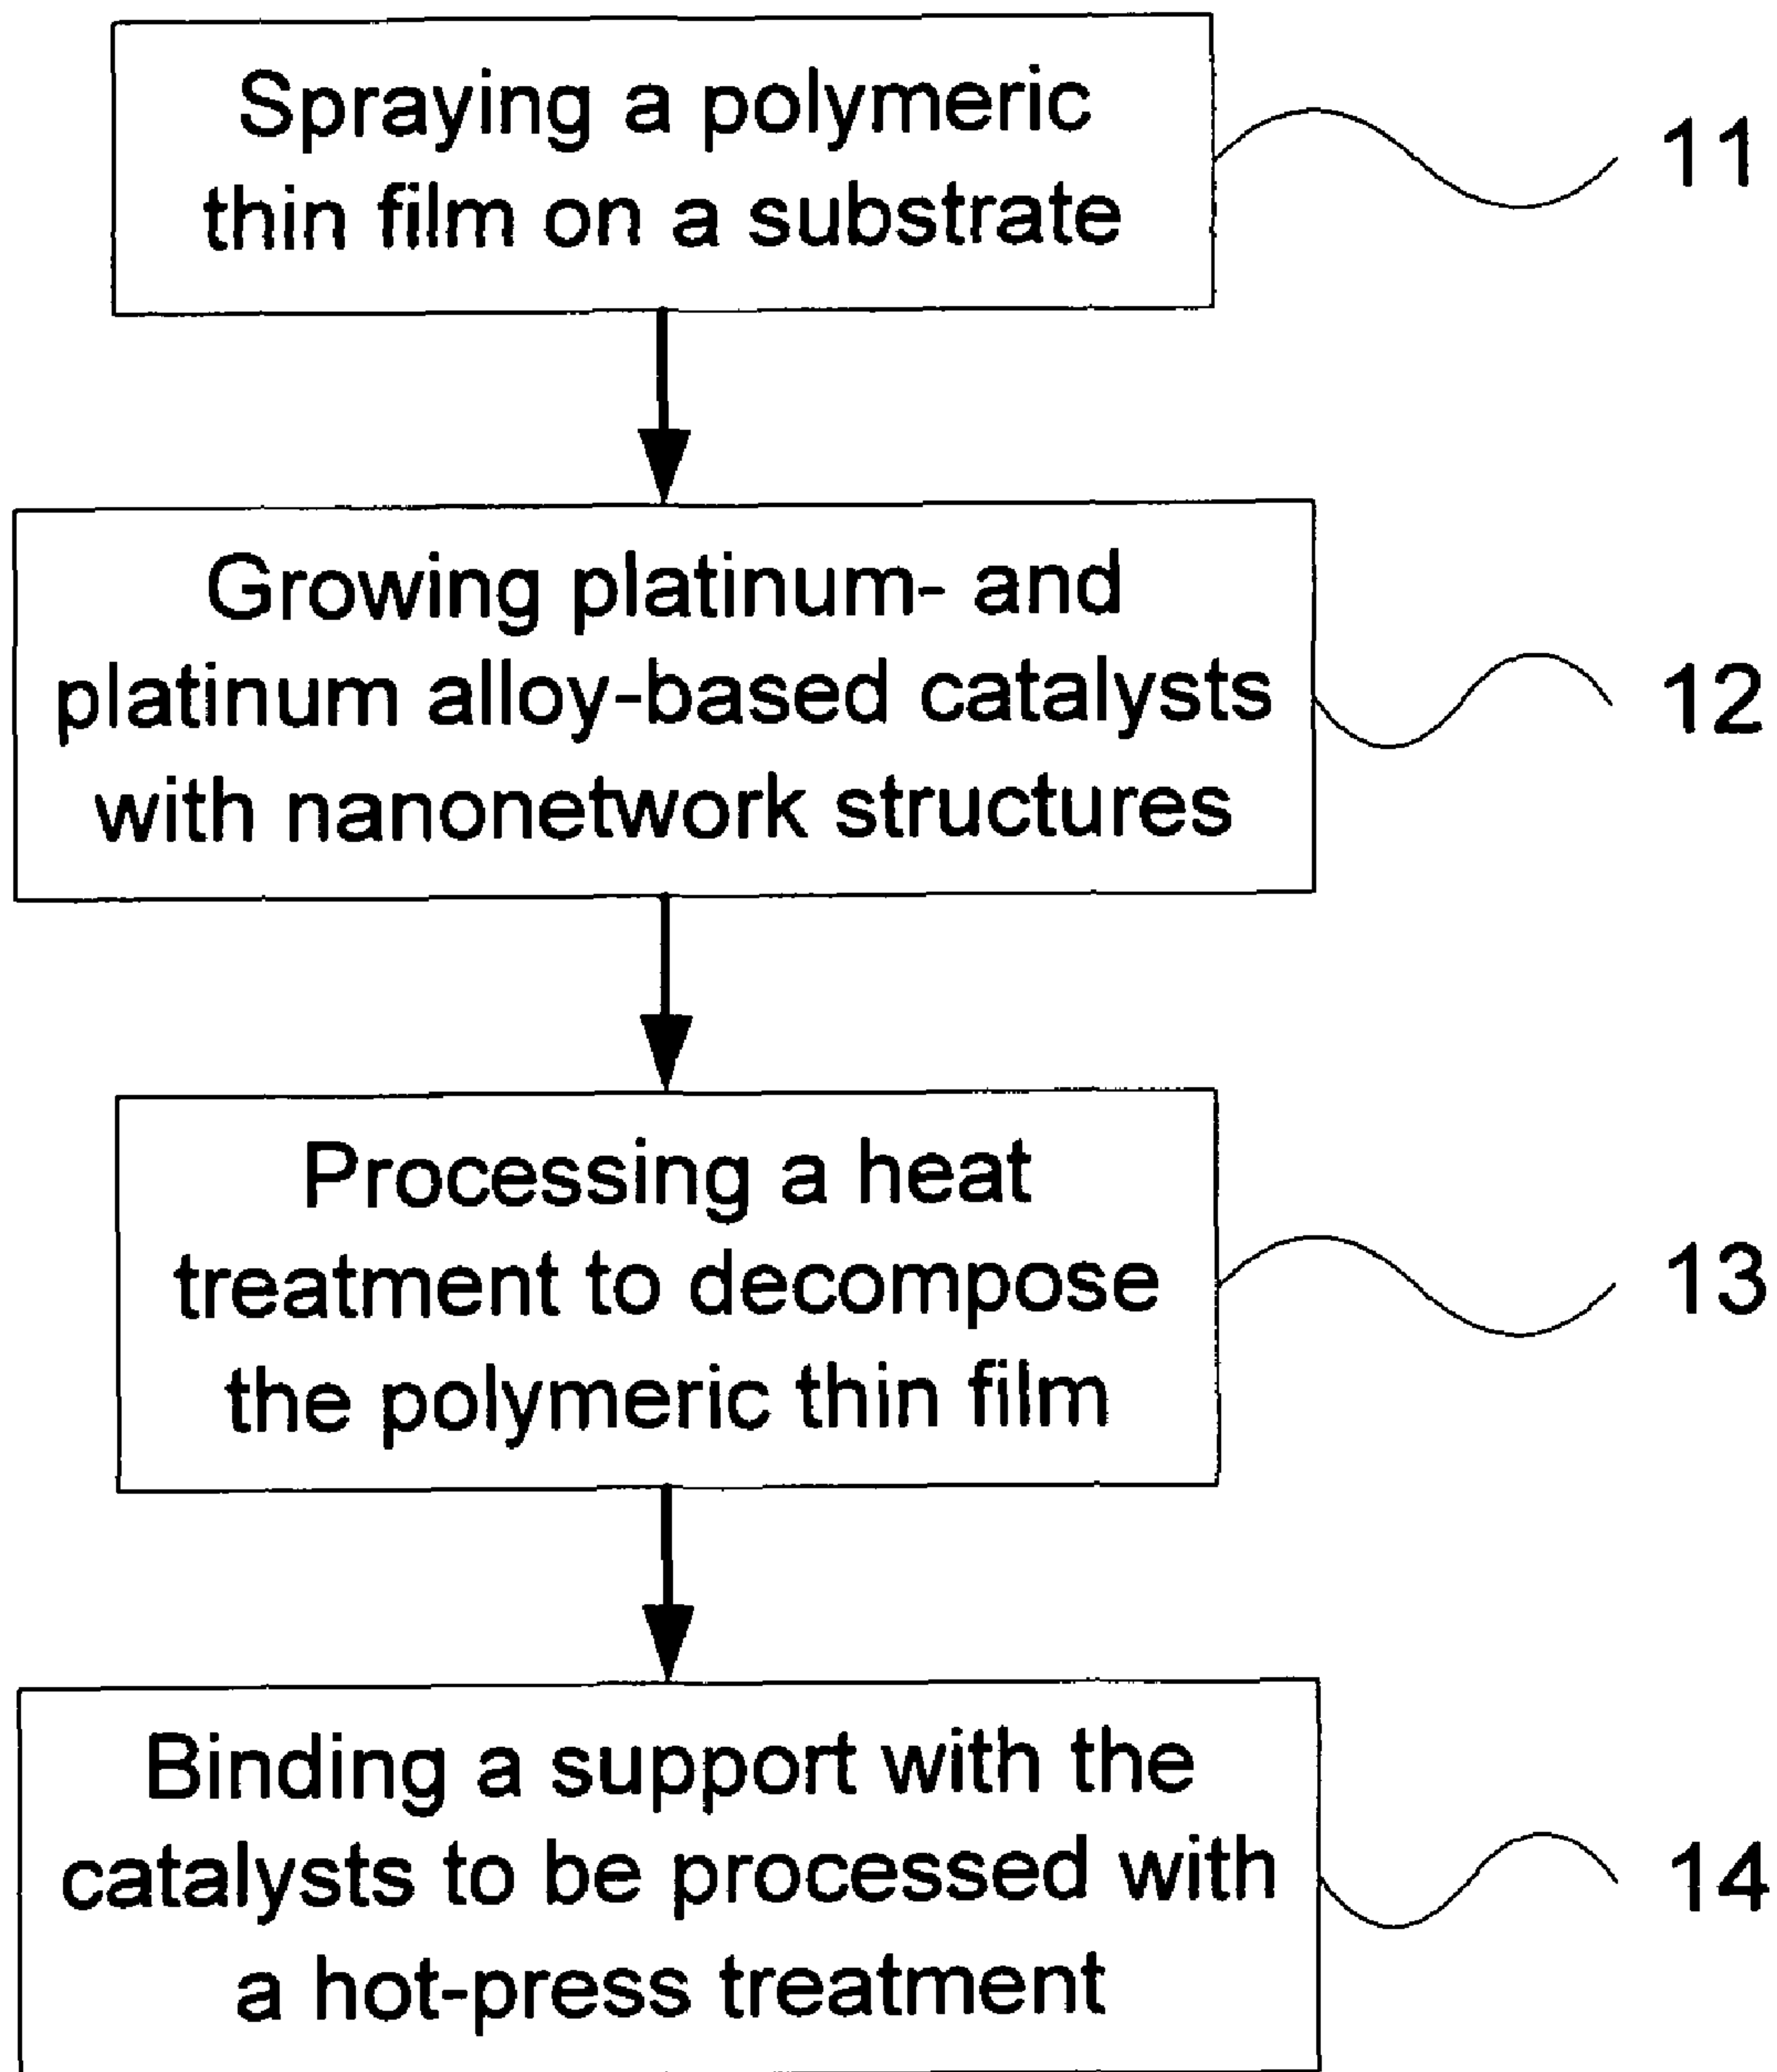 Spraying a polymeric
thin film on a substrate
11
Growing platinum- and
platinum alloy-based catalysts
with nanonetwork structures
12
Processing a heat
treatment to decompose
the polymeric thin film
13
Binding a support with the
catalysts to be processed with
a hot-press treatment
14